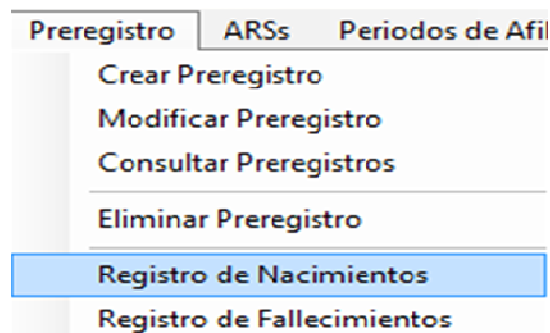 Preregistro ARSs Periodos de Afil
Crear Preregistro
Modificar Preregistro
Consultar Preregistros
Eliminar Preregistro
Registro de Nacimientos
Registro de Fallecimientos